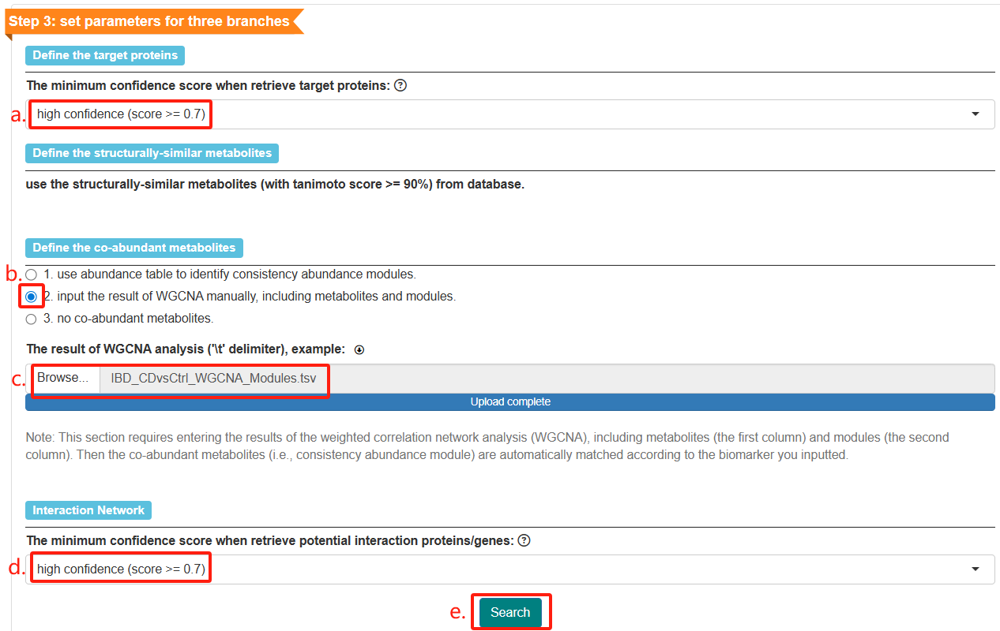 Step 3: set parameters for three branches
Define the target proteins
The minimum confidence score when retrieve target proteins: ?
a. high confidence (score >= 0.7)
Define the structurally-similar metabolites
use the structurally-similar metabolites (with tanimoto score >= 90%) from database.
Define the co-abundant metabolites
b. 1. use abundance table to identify consistency abundance modules.
2. input the result of WGCNA manually, including metabolites and modules.
3. no co-abundant metabolites.
The result of WGCNA analysis ('\t' delimiter), example:
c. Browse... IBD_CDvsCtrl_WGCNA_Modules.tsv
Upload complete
Note: This section requires entering the results of the weighted correlation network analysis (WGCNA), including metabolites (the first column) and modules (the second
column). Then the co-abundant metabolites (i.e., consistency abundance module) are automatically matched according to the biomarker you inputted.
Interaction Network
The minimum confidence score when retrieve potential interaction proteins/genes: ?
d. high confidence (score >= 0.7)
e. Search